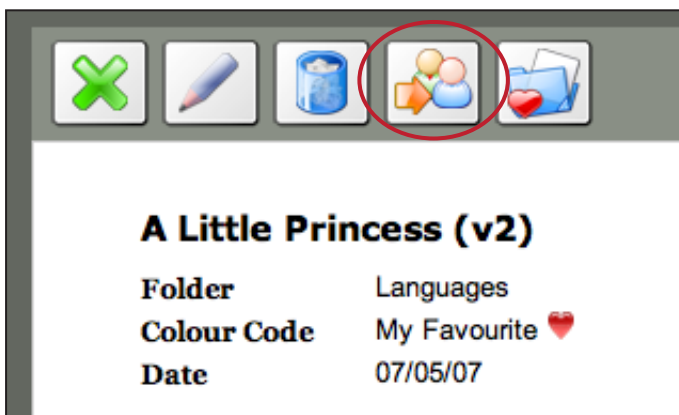 A Little Princess (v2)
Folder Languages
Colour Code My Favourite
Date 07/05/07